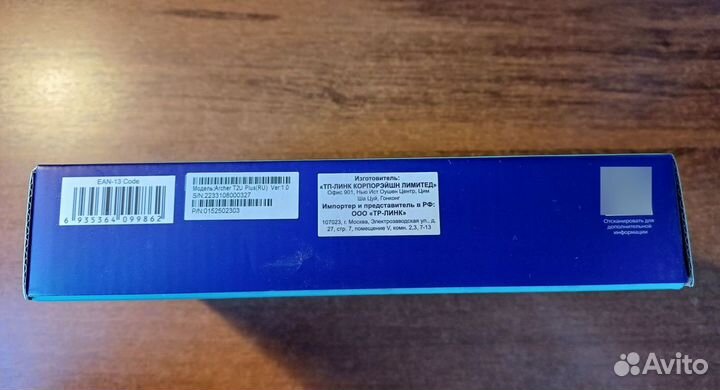 EAN-13 Code
6 935364 099862
Модель:Archer T2U Plus(RU) Ver:1.0
S/N:2233108000327
P/N:0152502303
Изготовитель:
«ТП-ЛИНК КОРПОРЭЙШН ЛИМИТЕД»
Офис 901, Нью Ист Оушен Центр, Цим
Ша Цуй, Гонконг
Импортер и представитель в РФ:
ООО «ТР-ЛИНК»
107023, г. Москва, Электрозаводская ул., д.
27, стр. 7, помещение V, комн. 2,3, 7-13
Отсканировать для
дополнительной
информации
Avito